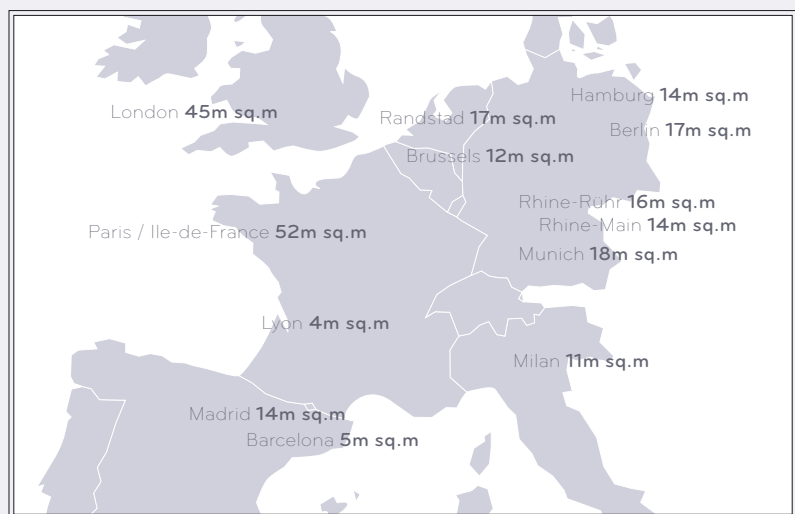 Hamburg 14m sq.m
London 45m sq.m
Randstad 17m sq.m
Berlin 17m sq.m
Brussels 12m sq.m
Rhine-Rühr 16m sq.m
Rhine-Main 14m sq.m
Paris / Ile-de-France 52m sq.m
Munich 18m sq.m
Lyon 4m sq.m
Milan 11m sq.m
Madrid 14m sq.m
Barcelona 5m sq.m